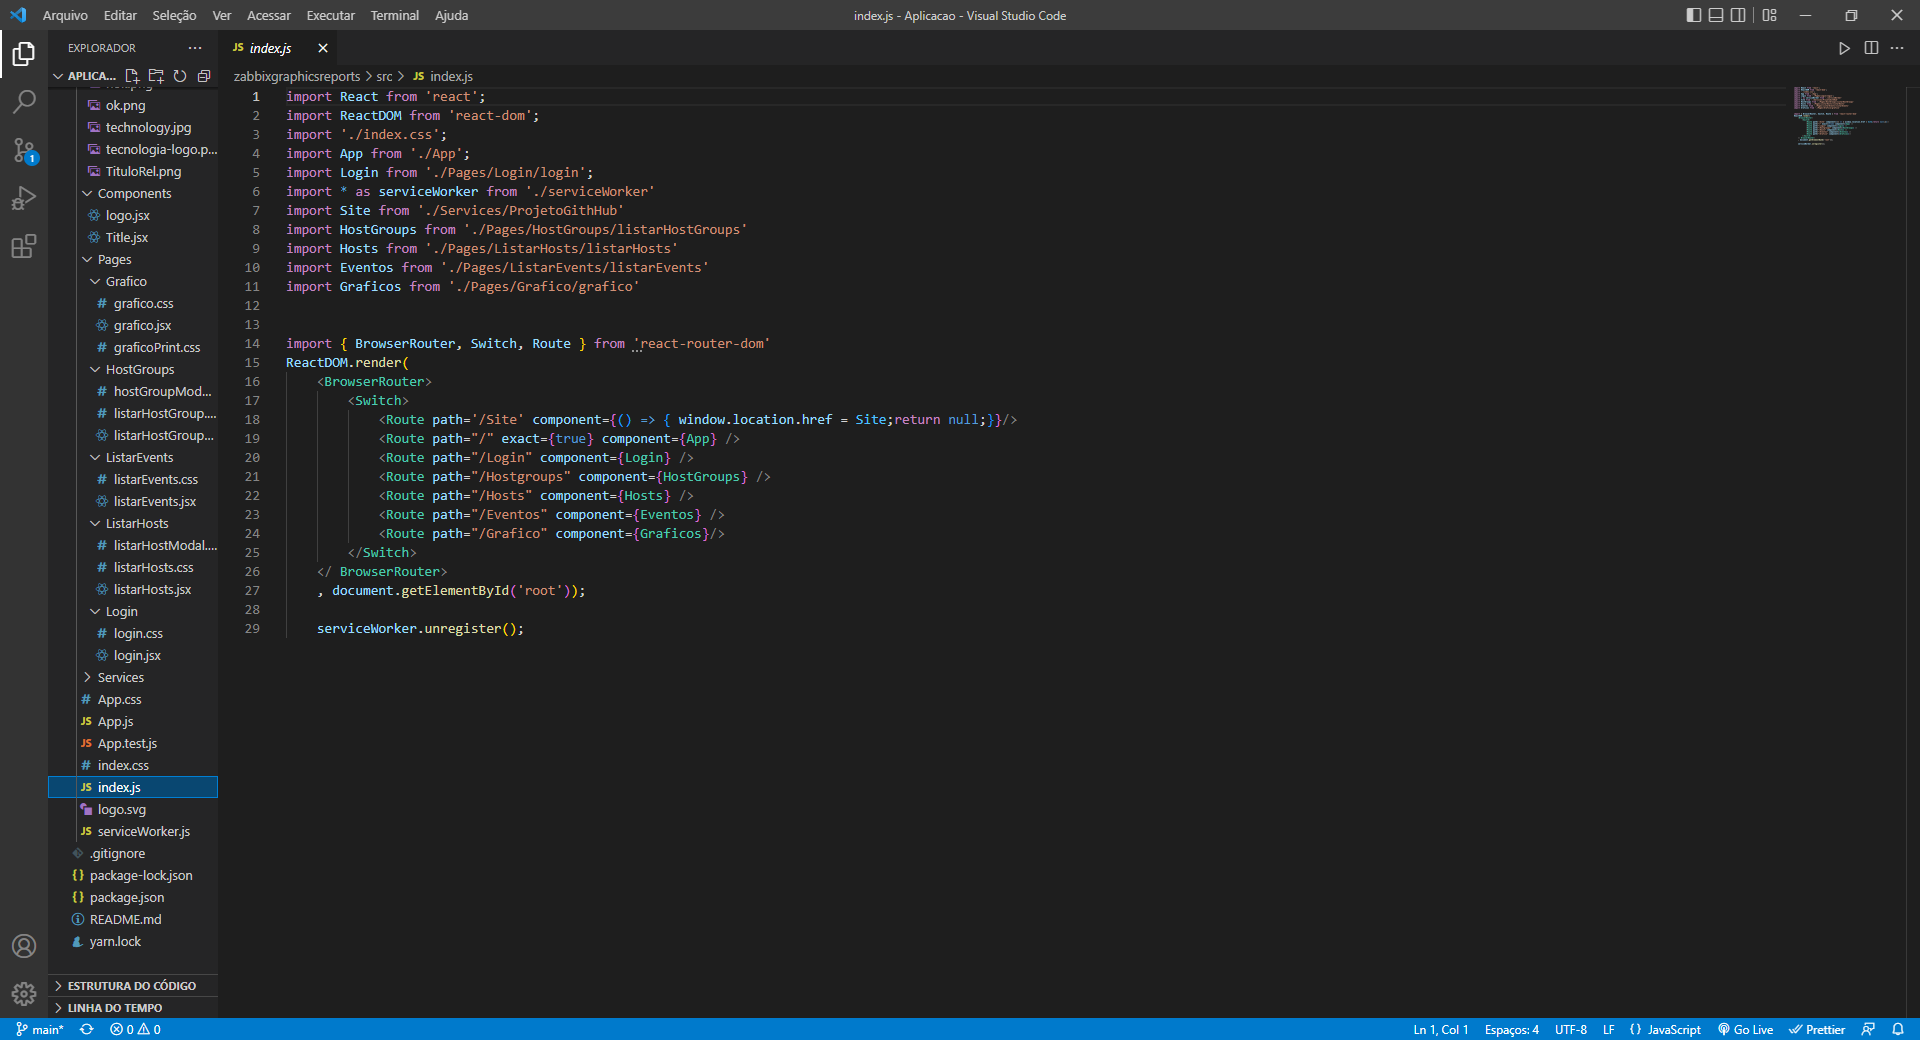 Arquivo Editar Seleção Ver Acessar Executar Terminal Ajuda
index.js - Aplicacao - Visual Studio Code
EXPLORADOR
APLICA...
ok.png
technology.jpg
tecnologia-logo.p...
TituloRel.png
Components
logo.jsx
Title.jsx
Pages
Grafico
grafico.css
grafico.jsx
graficoPrint.css
HostGroups
hostGroupMod...
listarHostGroup....
listarHostGroup...
ListarEvents
listarEvents.css
listarEvents.jsx
ListarHosts
listarHostModal....
listarHosts.css
listarHosts.jsx
Login
login.css
login.jsx
Services
App.css
App.js
App.test.js
index.css
index.js
logo.svg
serviceWorker.js
.gitignore
package-lock.json
package.json
README.md
yarn.lock
ESTRUTURA DO CÓDIGO
LINHA DO TEMPO
JS index.js
zabbixgraphicsreports > src > JS index.js
1 import React from 'react';
2 import ReactDOM from 'react-dom';
3 import './index.css';
4 import App from './App';
5 import Login from './Pages/Login/login';
6 import * as serviceWorker from './serviceWorker'
7 import Site from './Services/ProjetoGithHub'
8 import HostGroups from './Pages/HostGroups/listarHostGroups'
9 import Hosts from './Pages/ListarHosts/listarHosts'
10 import Eventos from './Pages/ListarEvents/listarEvents'
11 import Graficos from './Pages/Grafico/grafico'
12
13
14 import { BrowserRouter, Switch, Route } from 'react-router-dom'
15 ReactDOM.render(
16 <BrowserRouter>
17 <Switch>
18 <Route path='/Site' component={() => { window.location.href = Site;return null;}}/>
19 <Route path="/" exact={true} component={App} />
20 <Route path="/Login" component={Login} />
21 <Route path="/Hostgroups" component={HostGroups} />
22 <Route path="/Hosts" component={Hosts} />
23 <Route path="/Eventos" component={Eventos} />
24 <Route path="/Grafico" component={Graficos}/>
25 </Switch>
26 </ BrowserRouter>
27 , document.getElementById('root'));
28
29 serviceWorker.unregister();
1
main* 0 0
Ln 1, Col 1 Espaços: 4 UTF-8 LF {} JavaScript Go Live Prettier